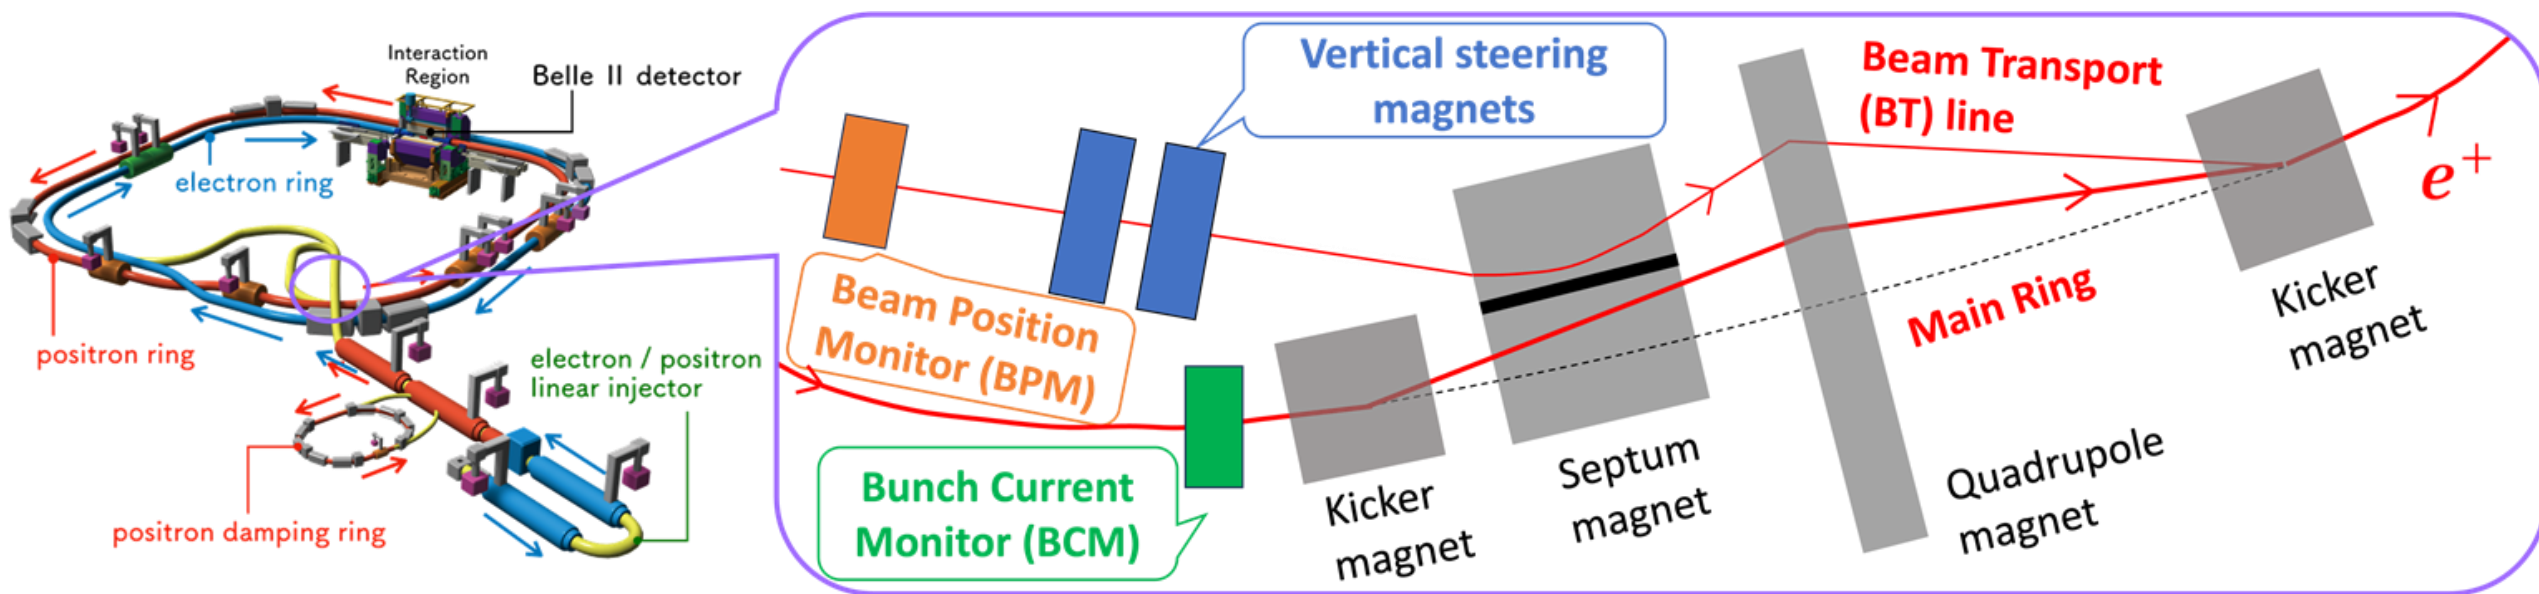 Interaction
Region
Belle II detector
electron ring
positron ring
electron / positron
linear injector
positron damping ring
Vertical steering
magnets
Beam Transport
(BT) line
e+
Beam Position
Monitor (BPM)
Main Ring
Kicker
magnet
Bunch Current
Monitor (BCM)
Kicker
magnet
Septum
magnet
Quadrupole
magnet